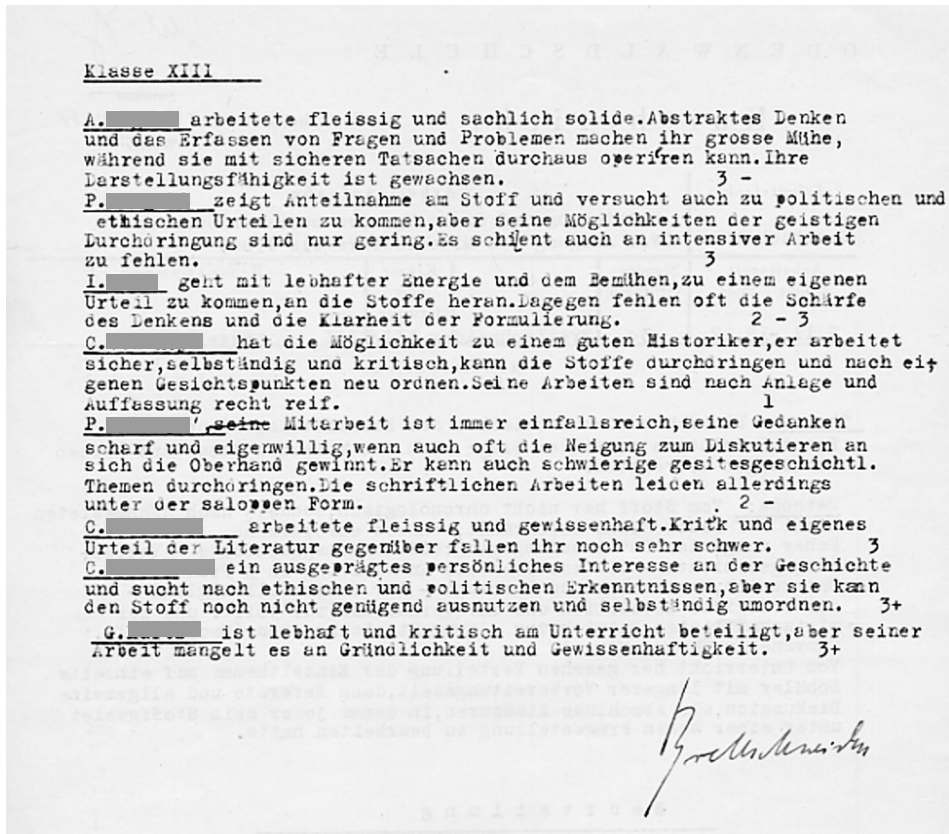 Klasse XIII
A. arbeitete fleissig und sachlich solide.Abstraktes Denken
und das Erfassen von Fragen und Problemen machen ihr grosse Mühe,
während sie mit sicheren Tatsachen durchaus operiren kann.Ihre
Darstellungsfähigkeit ist gewachsen. 3 -
P. zeigt Anteilnahme am Stoff und versucht auch zu politischen und
ethischen Urteilen zu kommen,aber seine Möglichkeiten der geistigen
Durchdringung sind nur gering.Es schient auch an intensiver Arbeit
zu fehlen. 3
I. geht mit lebhafter Energie und dem Bemühen,zu einem eigenen
Urteil zu kommen,an die Stoffe heran.Dagegen fehlen oft die Schärfe
des Denkens und die Klarheit der Formulierung. 2 - 3
C. hat die Möglichkeit zu einem guten Historiker,er arbeitet
sicher,selbständig und kritisch,kann die Stoffe durchdringen und nach ei-
genen Gesichtspunkten neu ordnen.Seine Arbeiten sind nach Anlage und
Auffassung recht reif. 1
P. ' seine Mitarbeit ist immer einfallsreich,seine Gedanken
scharf und eigenwillig,wenn auch oft die Neigung zum Diskutieren an
sich die Oberhand gewinnt.Er kann auch schwierige gesitesgeschichtl.
Themen durchdringen.Die schriftlichen Arbeiten leiden allerdings
unter der saloppen Form. 2 -
C. arbeitete fleissig und gewissenhaft.Kritk und eigenes
Urteil der Literatur gegenüber fallen ihr noch sehr schwer. 3
C. ein ausgeprägtes persönliches Interesse an der Geschichte
und sucht nach ethischen und politischen Erkenntnissen,aber sie kann
den Stoff noch nicht genügend ausnutzen und selbständig umordnen. 3+
G. ist lebhaft und kritisch am Unterricht beteiligt,aber seiner
Arbeit mangelt es an Gründlichkeit und Gewissenhaftigkeit. 3+